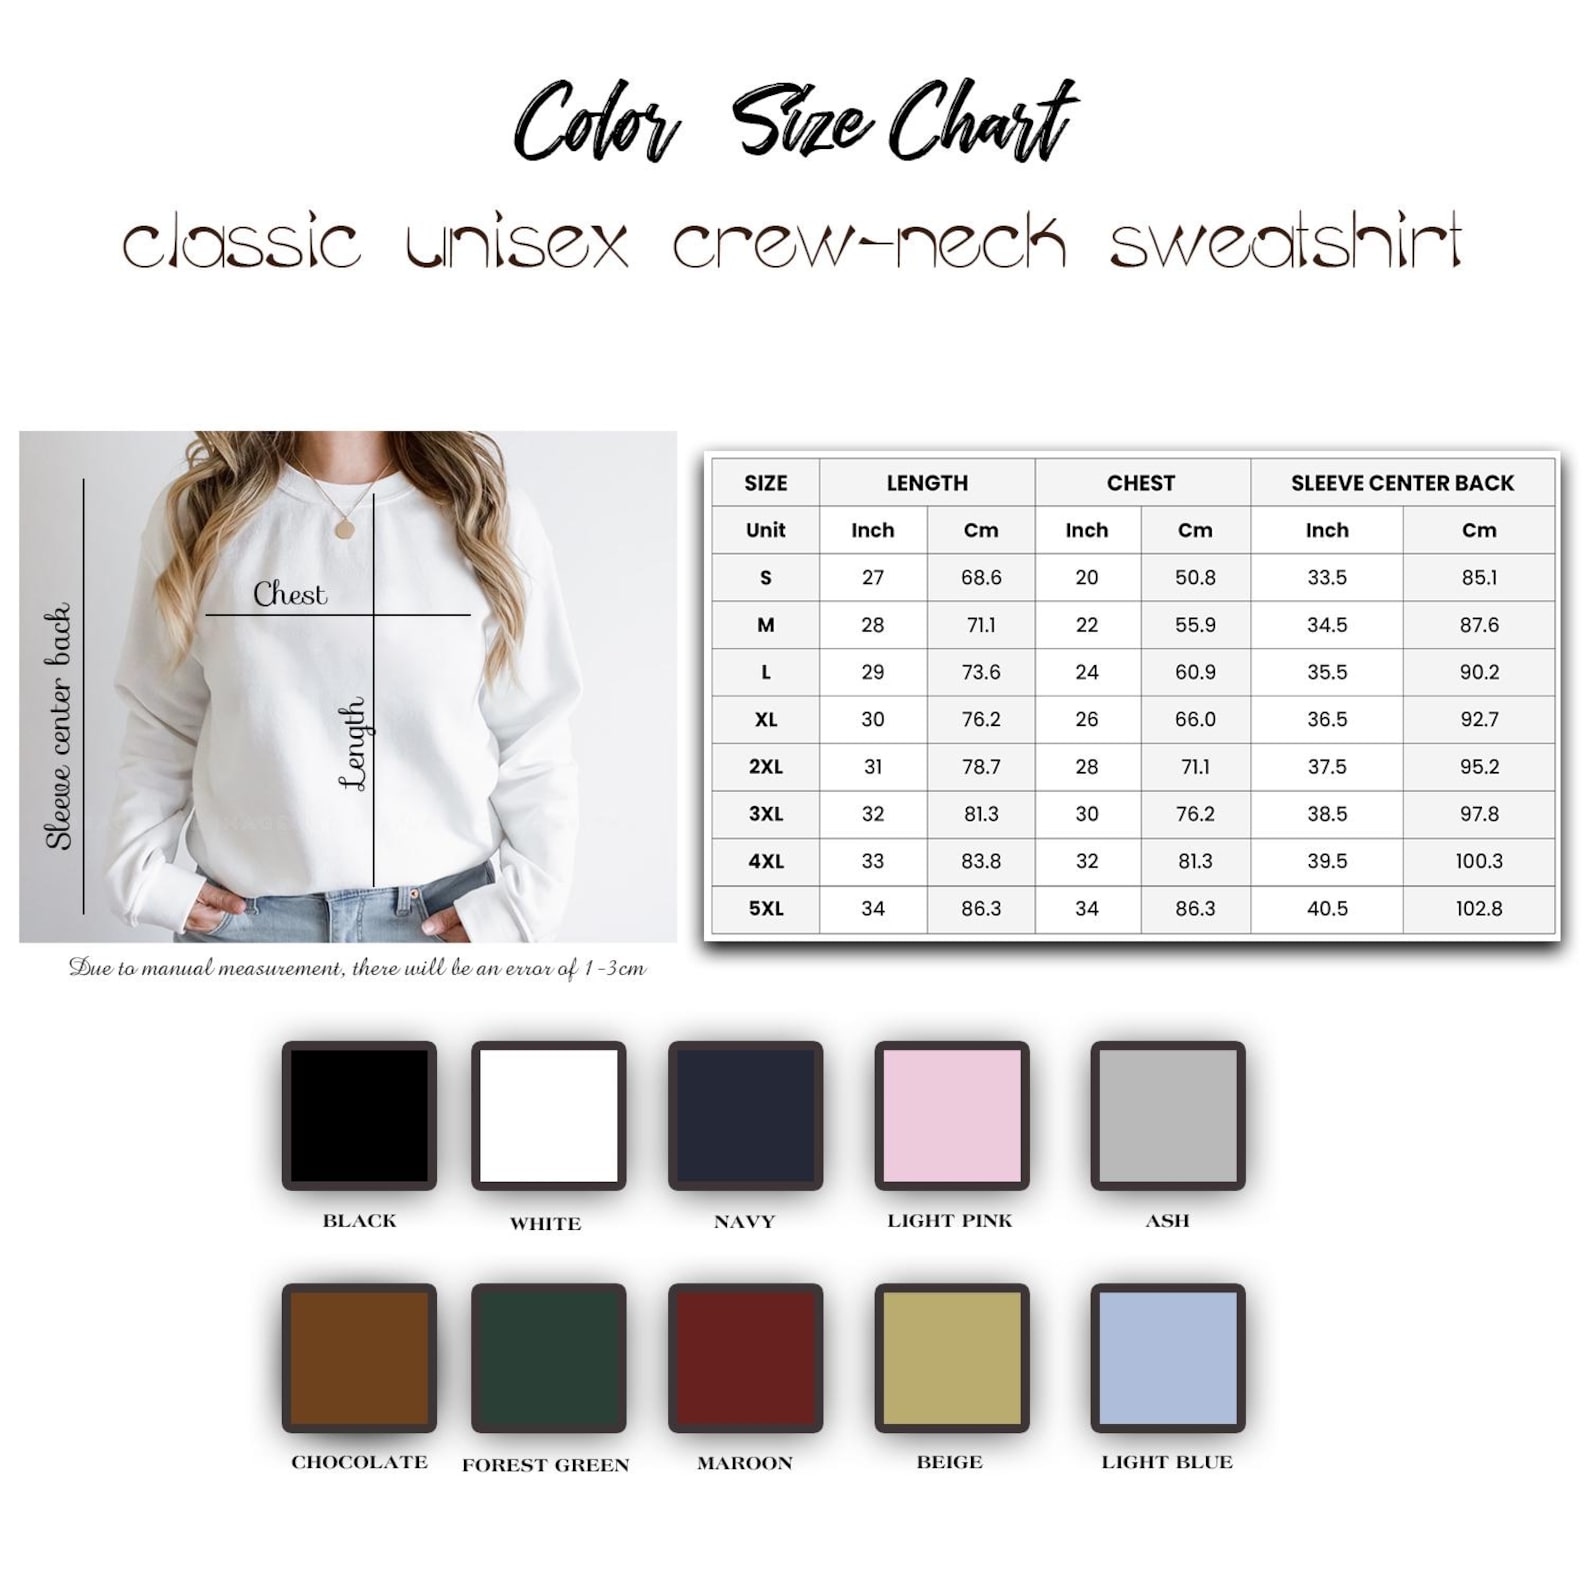 Color Size Chart
classic unisex crew-neck sweatshirt
Sleeve center back
Chest
Length
Due to manual measurement, there will be an error of 1-3cm
SIZE LENGTH CHEST SLEEVE CENTER BACK
Unit Inch Cm Inch Cm Inch Cm
S 27 68.6 20 50.8 33.5 85.1
M 28 71.1 22 55.9 34.5 87.6
L 29 73.6 24 60.9 35.5 90.2
XL 30 76.2 26 66.0 36.5 92.7
2XL 31 78.7 28 71.1 37.5 95.2
3XL 32 81.3 30 76.2 38.5 97.8
4XL 33 83.8 32 81.3 39.5 100.3
5XL 34 86.3 34 86.3 40.5 102.8
BLACK WHITE NAVY LIGHT PINK ASH
CHOCOLATE FOREST GREEN MAROON BEIGE LIGHT BLUE